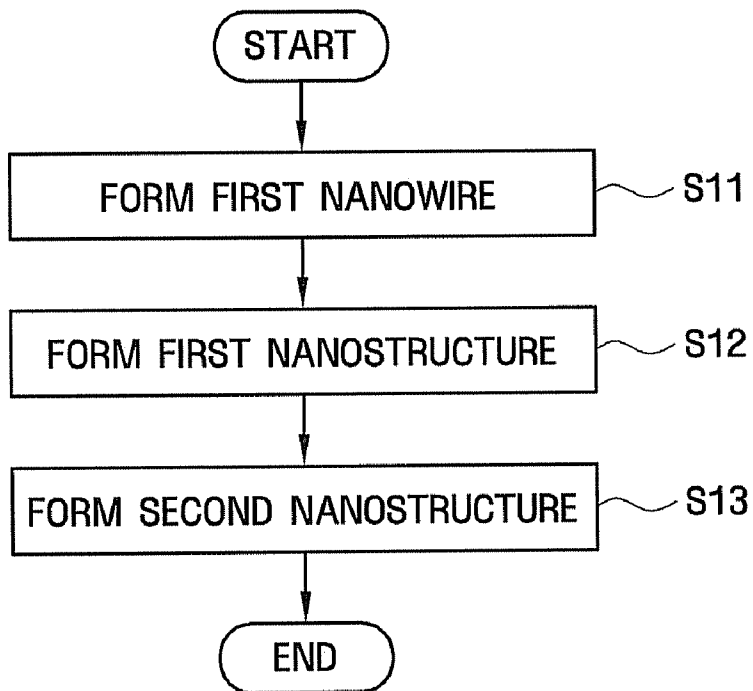 START
FORM FIRST NANOWIRE S11
FORM FIRST NANOSTRUCTURE S12
FORM SECOND NANOSTRUCTURE S13
END